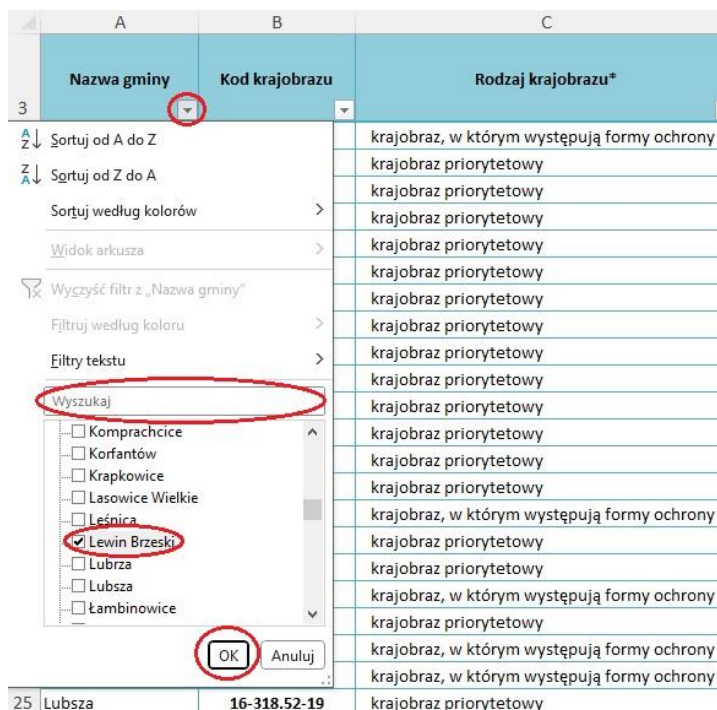 A B C
3 Nazwa gminy Kod krajobrazu Rodzaj krajobrazu*
Sortuj od A do Z
Sortuj od Z do A
Sortuj według kolorów
Widok arkusza
Wyczyść filtr z „Nazwa gminy"
Filtruj według koloru
Filtry tekstu
Wyszukaj
Komprachcice
Korfantów
Krapkowice
Lasowice Wielkie
Leśnica
Lewin Brzeski
Lubrza
Lubsza
Łambinowice
OK Anuluj
krajobraz, w którym występują formy ochrony
krajobraz priorytetowy
krajobraz priorytetowy
krajobraz priorytetowy
krajobraz priorytetowy
krajobraz priorytetowy
krajobraz priorytetowy
krajobraz priorytetowy
krajobraz priorytetowy
krajobraz priorytetowy
krajobraz priorytetowy
krajobraz priorytetowy
krajobraz priorytetowy
krajobraz priorytetowy
krajobraz, w którym występują formy ochrony
krajobraz priorytetowy
krajobraz priorytetowy
krajobraz, w którym występują formy ochrony
krajobraz priorytetowy
krajobraz, w którym występują formy ochrony
krajobraz, w którym występują formy ochrony
25 Lubsza 16-318.52-19 krajobraz priorytetowy